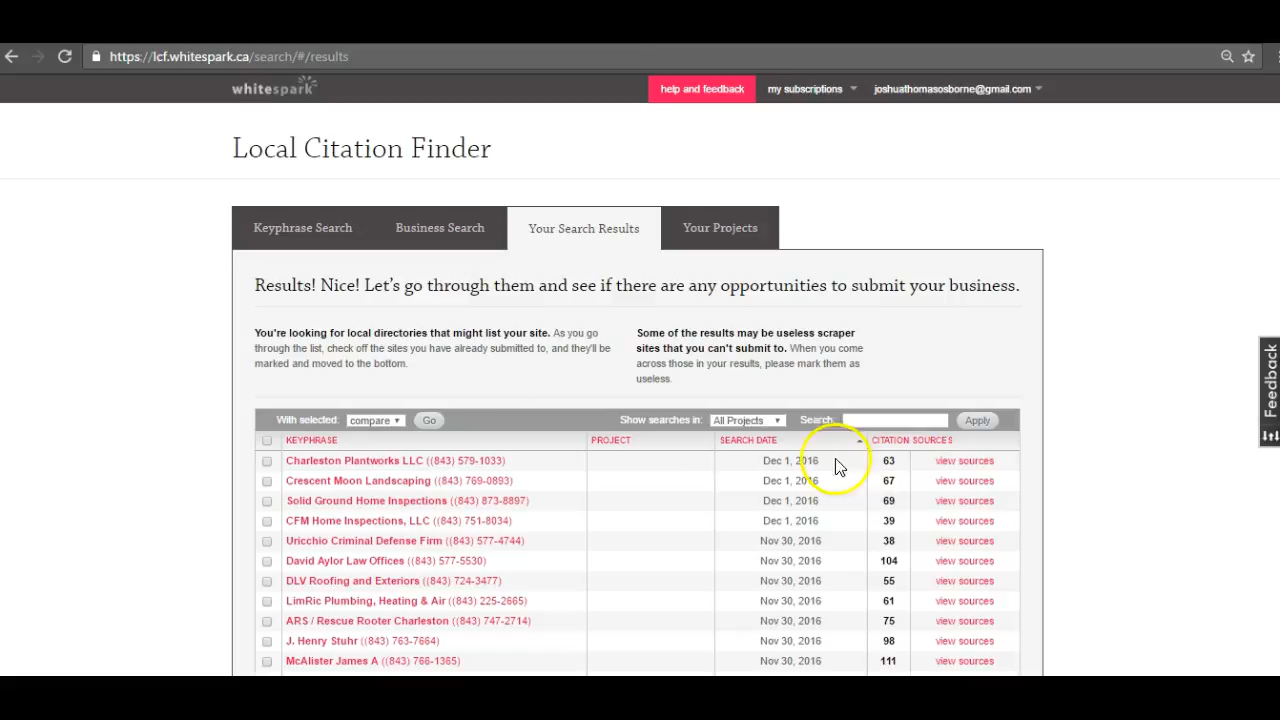 https://lcf.whitespark.ca/search/#/results
whitespark
help and feedback
my subscriptions
joshuathomasosborne@gmail.com
Local Citation Finder
Keyphrase Search
Business Search
Your Search Results
Your Projects
Results! Nice! Let's go through them and see if there are any opportunities to submit your business.
You're looking for local directories that might list your site. As you go
through the list, check off the sites you have already submitted to, and they'll be
marked and moved to the bottom.
Some of the results may be useless scraper
sites that you can't submit to. When you come
across those in your results, please mark them as
useless.
With selected: compare Go Show searches in: All Projects Search: Apply
KEYPHRASE PROJECT SEARCH DATE CITATION SOURCES
Charleston Plantworks LLC ((843) 579-1033) Dec 1, 2016 63 view sources
Crescent Moon Landscaping ((843) 769-0893) Dec 1, 2016 67 view sources
Solid Ground Home Inspections ((843) 873-8897) Dec 1, 2016 69 view sources
CFM Home Inspections, LLC ((843) 751-8034) Dec 1, 2016 39 view sources
Uricchio Criminal Defense Firm ((843) 577-4744) Nov 30, 2016 38 view sources
David Aylor Law Offices ((843) 577-5530) Nov 30, 2016 104 view sources
DLV Roofing and Exteriors ((843) 724-3477) Nov 30, 2016 55 view sources
LimRic Plumbing, Heating & Air ((843) 225-2665) Nov 30, 2016 61 view sources
ARS / Rescue Rooter Charleston ((843) 747-2714) Nov 30, 2016 75 view sources
J. Henry Stuhr ((843) 763-7664) Nov 30, 2016 98 view sources
McAlister James A ((843) 766-1365) Nov 30, 2016 111 view sources
Feedback